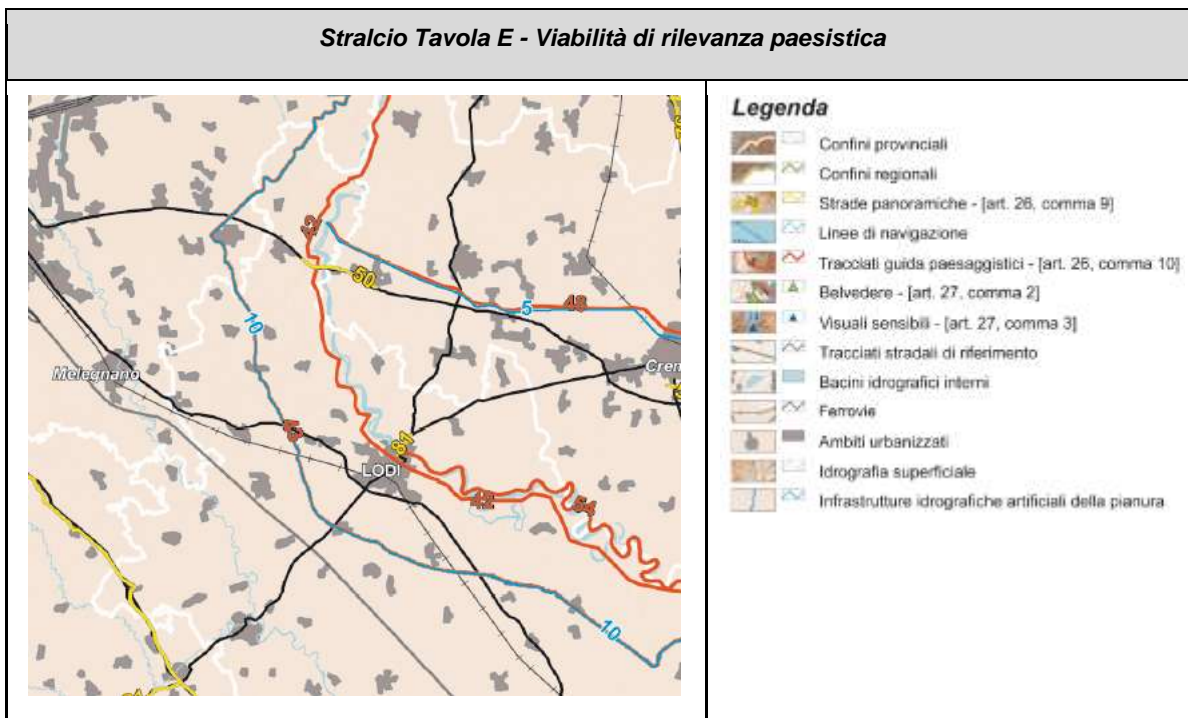 Stralcio Tavola E - Viabilità di rilevanza paesistica
42
50
10
5
43
Melegnano
Crem
81
LODI
42
54
10
Legenda
Confini provinciali
Confini regionali
Strade panoramiche - [art. 26, comma 9]
Linee di navigazione
Tracciati guida paesaggistici - [art. 26, comma 10]
Belvedere - [art. 27, comma 2]
Visuali sensibili - [art. 27, comma 3]
Tracciati stradali di riferimento
Bacini idrografici interni
Ferrovie
Ambiti urbanizzati
Idrografia superficiale
Infrastrutture idrografiche artificiali della pianura